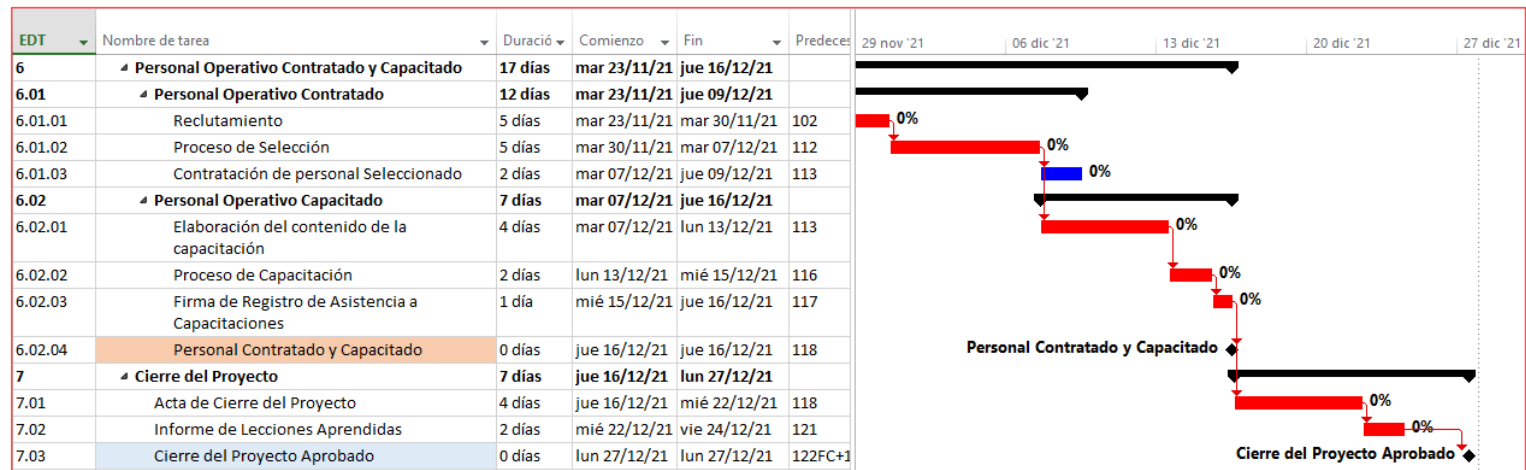 EDT Nombre de tarea Duració Comienzo Fin Predeces 29 nov '21 06 dic '21 13 dic '21 20 dic '21 27 dic '21
6 Personal Operativo Contratado y Capacitado 17 días mar 23/11/21 jue 16/12/21
6.01 Personal Operativo Contratado 12 días mar 23/11/21 jue 09/12/21
6.01.01 Reclutamiento 5 días mar 23/11/21 mar 30/11/21 102 0%
6.01.02 Proceso de Selección 5 días mar 30/11/21 mar 07/12/21 112 0%
6.01.03 Contratación de personal Seleccionado 2 días mar 07/12/21 jue 09/12/21 113 0%
6.02 Personal Operativo Capacitado 7 días mar 07/12/21 jue 16/12/21
6.02.01 Elaboración del contenido de la 4 días mar 07/12/21 lun 13/12/21 113 0%
capacitación
6.02.02 Proceso de Capacitación 2 días lun 13/12/21 mié 15/12/21 116 0%
6.02.03 Firma de Registro de Asistencia a 1 día mié 15/12/21 jue 16/12/21 117 0%
Capacitaciones
6.02.04 Personal Contratado y Capacitado 0 días jue 16/12/21 jue 16/12/21 118 Personal Contratado y Capacitado
7 Cierre del Proyecto 7 días jue 16/12/21 lun 27/12/21
7.01 Acta de Cierre del Proyecto 4 días jue 16/12/21 mié 22/12/21 118 0%
7.02 Informe de Lecciones Aprendidas 2 días mié 22/12/21 vie 24/12/21 121 0%
7.03 Cierre del Proyecto Aprobado 0 días lun 27/12/21 lun 27/12/21 122FC+1 Cierre del Proyecto Aprobado